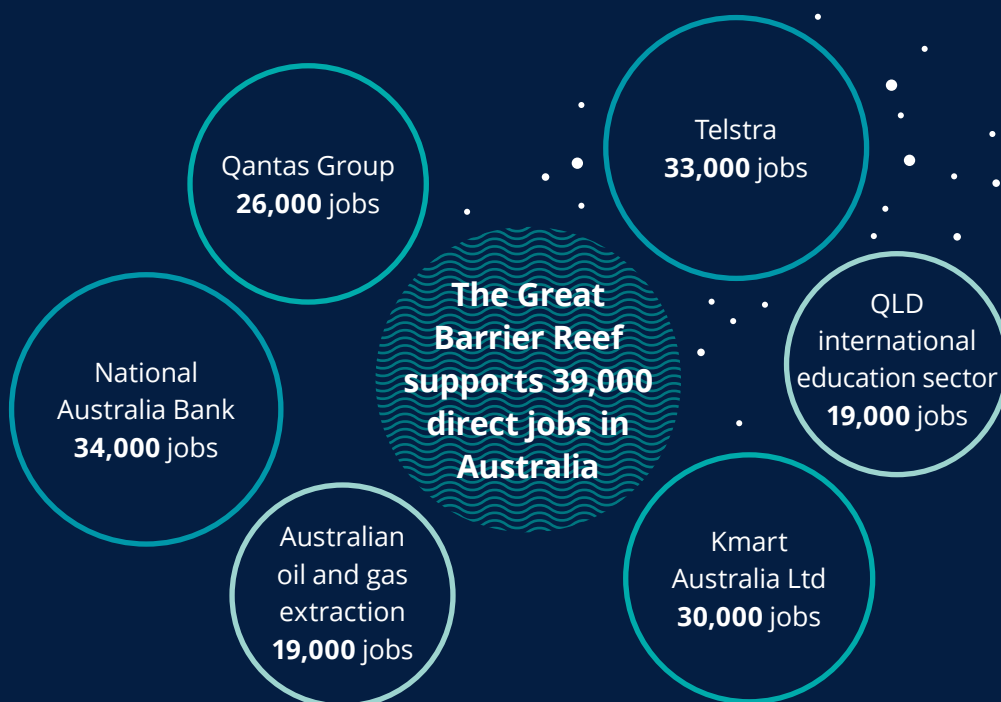 Qantas Group
26,000 jobs
Telstra
33,000 jobs
The Great
Barrier Reef
supports 39,000
direct jobs in
Australia
QLD
international
education sector
19,000 jobs
National
Australia Bank
34,000 jobs
Australian
oil and gas
extraction
19,000 jobs
Kmart
Australia Ltd
30,000 jobs